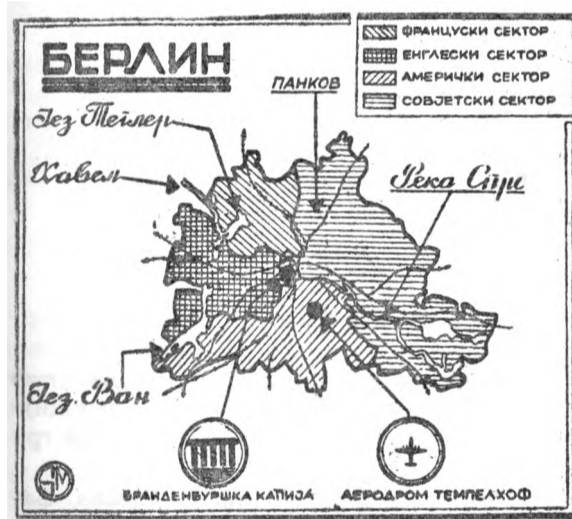 БЕРЛИН
ФРАНЦУСКИ СЕКТОР
ЕНГЛЕСКИ СЕКТОР
АМЕРИЧКИ СЕКТОР
СОВЈЕТСКИ СЕКТОР
ПАНКОВ
Јез Теглер
Хавел
Река Спре
Јез. Ван
БРАНДЕНБУРШКА КАПИЈА
АЕРОДРОМ ТЕМПЕЛХОФ